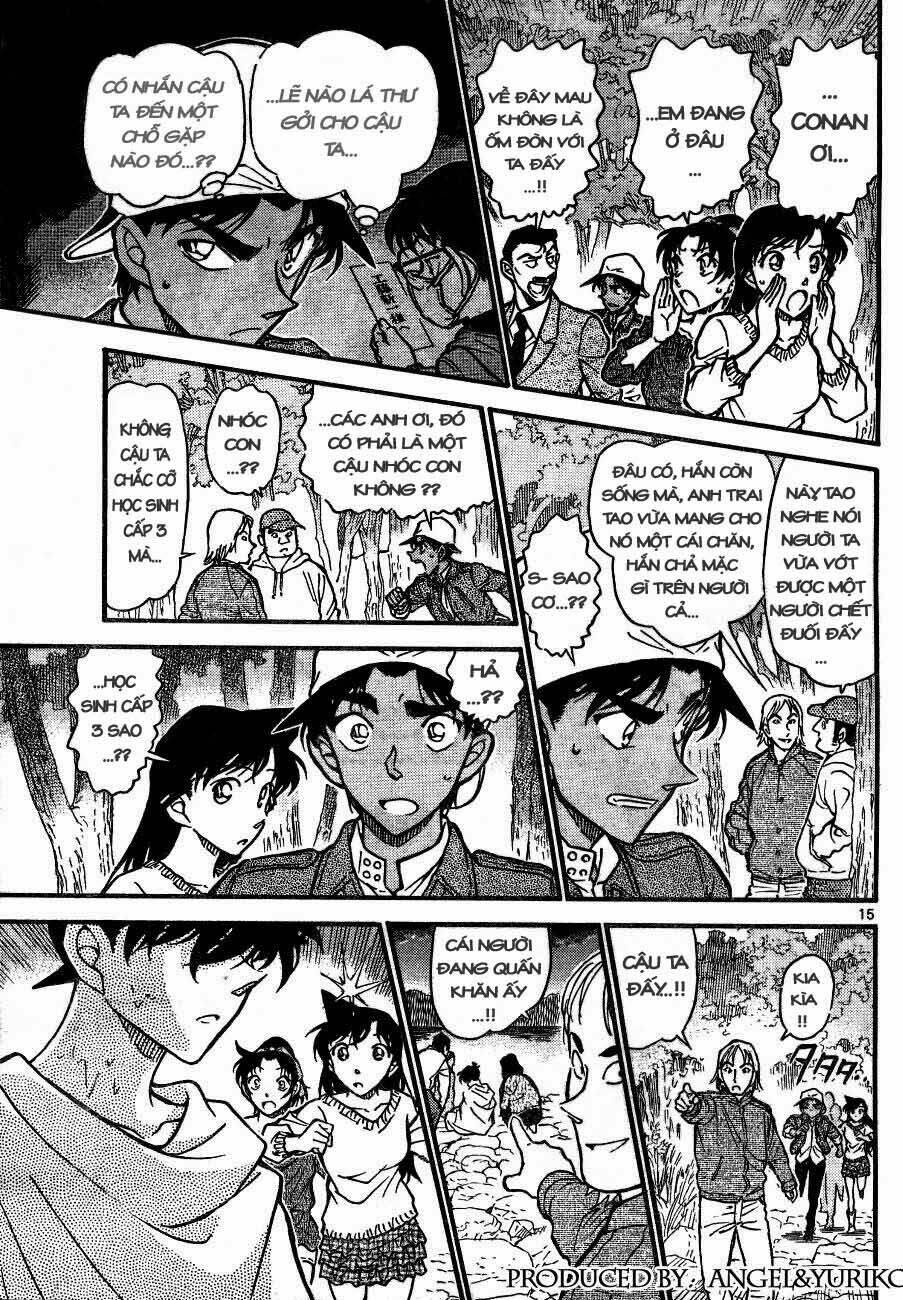 ...
CONAN
ƠI...
...EM ĐANG
Ở ĐÂU
...
VỀ ĐÂY MAU
KHÔNG LÀ
ỐM ĐÒN VỚI
TA ĐẤY
...!!
...LẼ NÀO LÁ THƯ
GỞI CHO CẬU
TA...
CÓ NHẮN CẬU
TA ĐẾN MỘT
CHỖ GẶP
NÀO ĐÓ...??
NÀY TAO
NGHE NÓI
NGƯỜI TA
VỪA VỚT
ĐƯỢC MỘT
NGƯỜI CHẾT
ĐUỐI ĐẤY
...
ĐÂU CÓ, HẮN CÒN
SỐNG MÀ, ANH TRAI
TAO VỪA MANG CHO
NÓ MỘT CÁI CHĂN,
HẮN CHẢ MẶC
GÌ TRÊN NGƯỜI
CẢ...
S- SAO
CƠ...??
...CÁC ANH ƠI, ĐÓ
CÓ PHẢI LÀ MỘT
CẬU NHÓC CON
KHÔNG ??
NHÓC
CON
...??
KHÔNG,
CẬU TA
CHẮC CỠ
HỌC SINH
CẤP 3
MÀ...
HẢ
...??
...HỌC
SINH CẤP
3 SAO
...??
15
KIA
KÌA
!!
CẬU TA
ĐẤY..!!
CÁI NGƯỜI
ĐANG QUẤN
KHĂN ẤY
...!!
PRODUCED BY: ANGEL&YURIKO